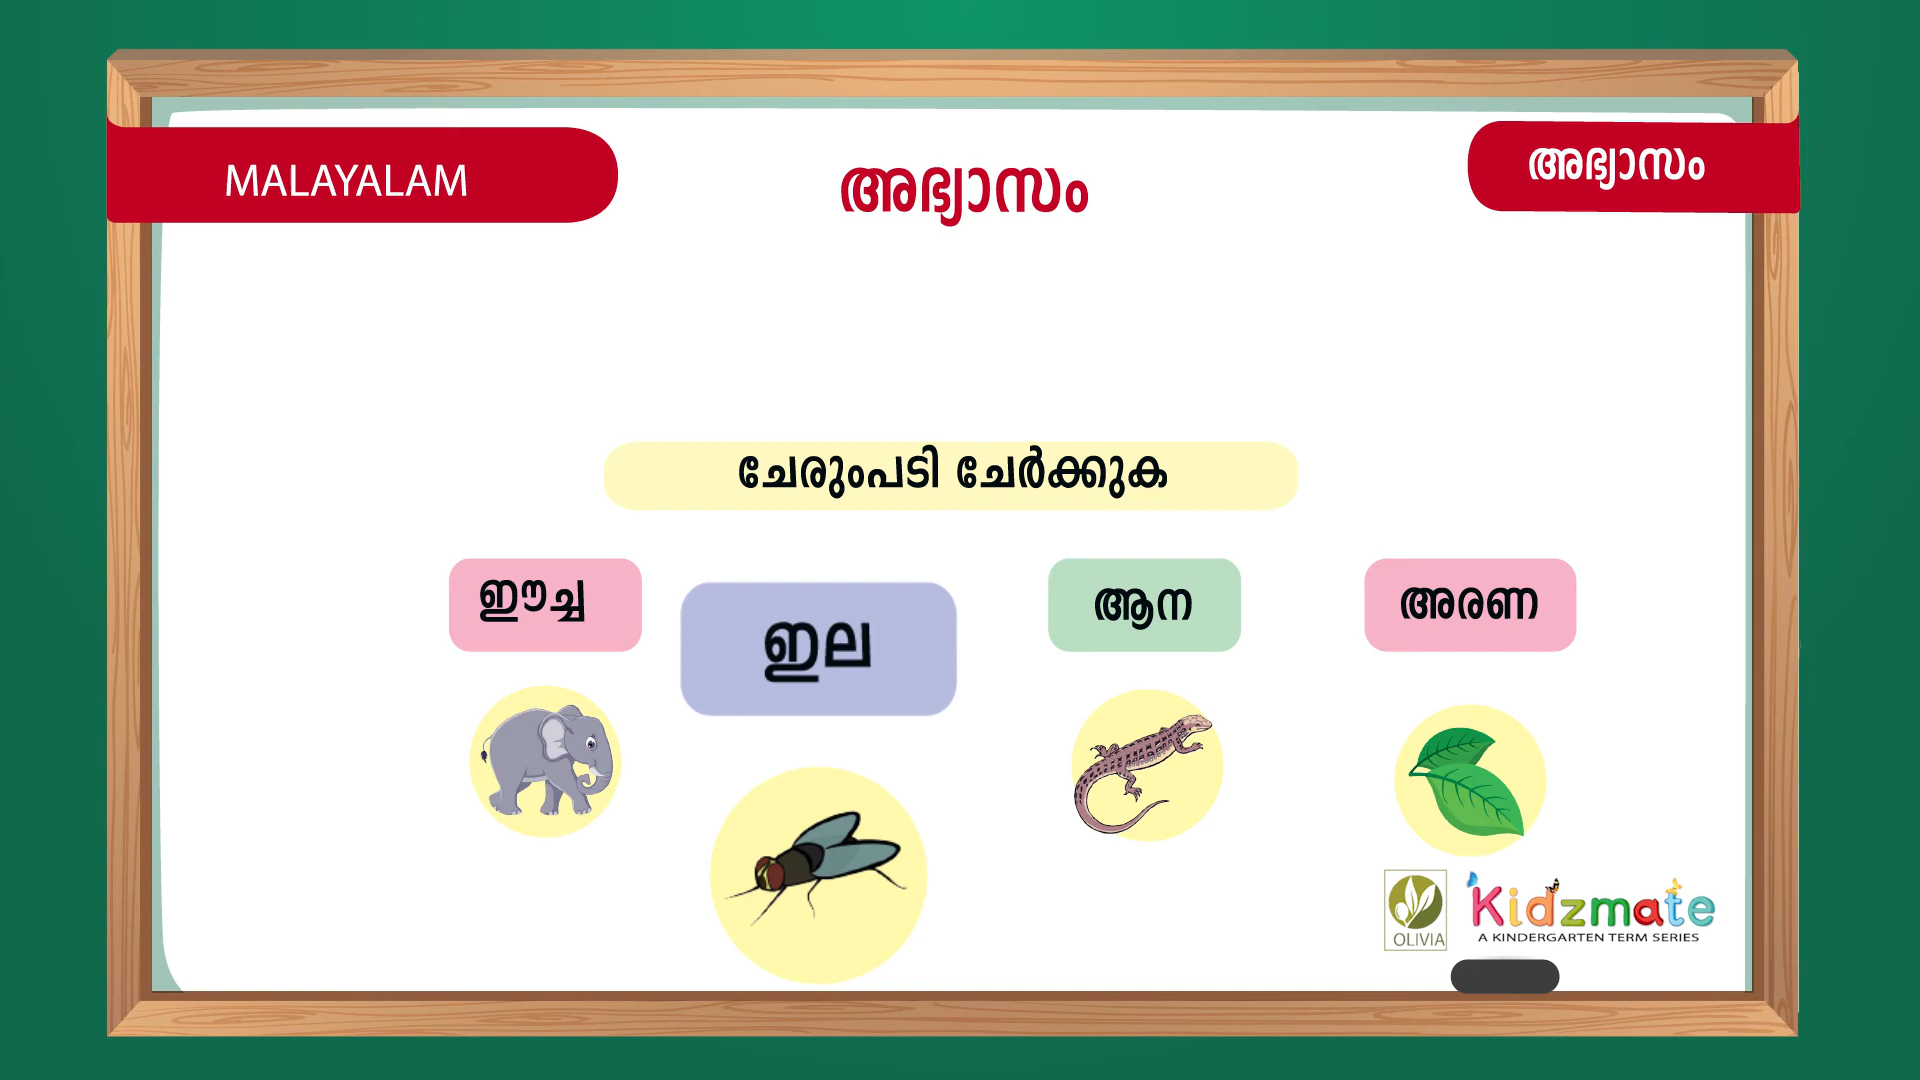 MALAYALAM
അഭ്യാസം
അഭ്യാസം
ചേരുംപടി ചേർക്കുക
ഈച്ച
ഇല
ആന
അരണ
OLIVIA
Kidzmate
A KINDERGARTEN TERM SERIES